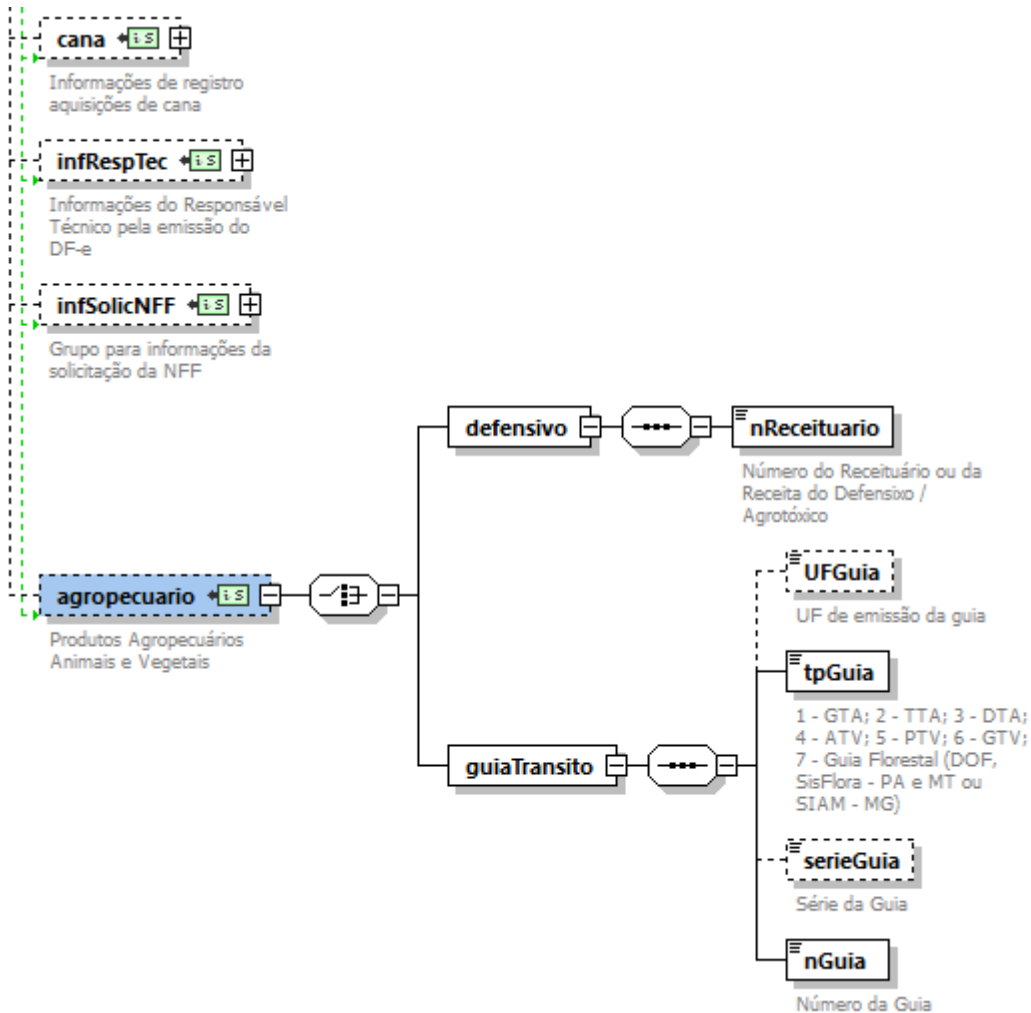 cana
Informações de registro
aquisições de cana
infRespTec
Informações do Responsável
Técnico pela emissão do
DF-e
infSolicNFF
Grupo para informações da
solicitação da NFF
agropecuario
Produtos Agropecuários
Animais e Vegetais
defensivo
nReceituario
Número do Receituário ou da
Receita do Defensixo /
Agrotóxico
guiaTransito
UFGuia
UF de emissão da guia
tpGuia
1 - GTA; 2 - TTA; 3 - DTA;
4 - ATV; 5 - PTV; 6 - GTV;
7 - Guia Florestal (DOF,
SisFlora - PA e MT ou
SIAM - MG)
serieGuia
Série da Guia
nGuia
Número da Guia